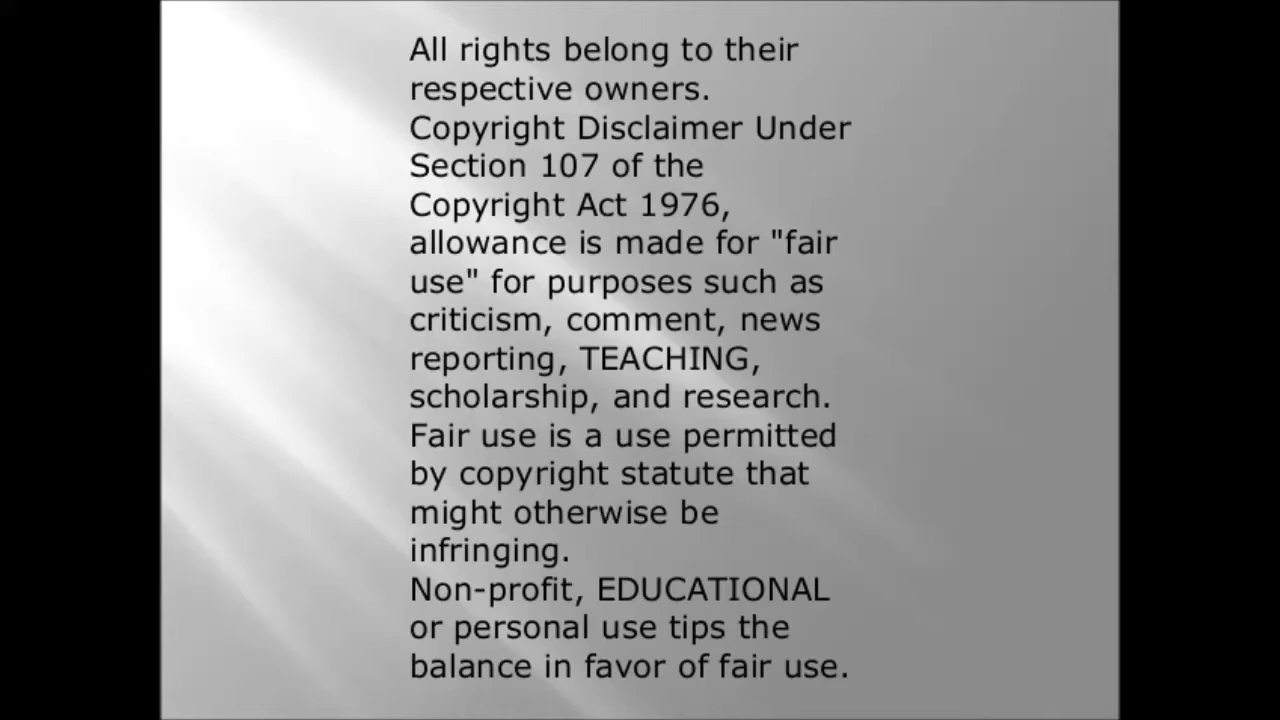 All rights belong to their
respective owners.
Copyright Disclaimer Under
Section 107 of the
Copyright Act 1976,
allowance is made for "fair
use" for purposes such as
criticism, comment, news
reporting, TEACHING,
scholarship, and research.
Fair use is a use permitted
by copyright statute that
might otherwise be
infringing.
Non-profit, EDUCATIONAL
or personal use tips the
balance in favor of fair use.